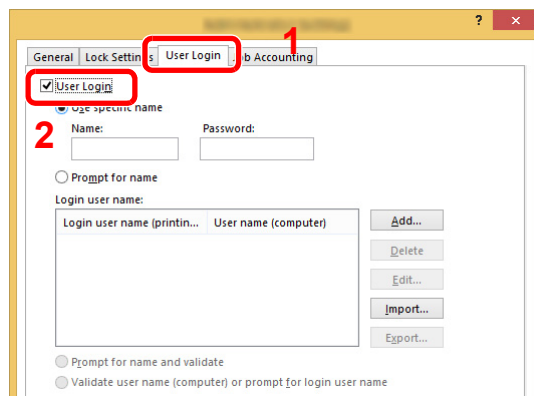 ?
1
General Lock Settings User Login Job Accounting
User Login
Use specific name
2
Name: Password:
Prompt for name
Login user name:
Login user name (printin... User name (computer)
Add...
Delete
Edit...
Import...
Export...
Prompt for name and validate
Validate user name (computer) or prompt for login user name